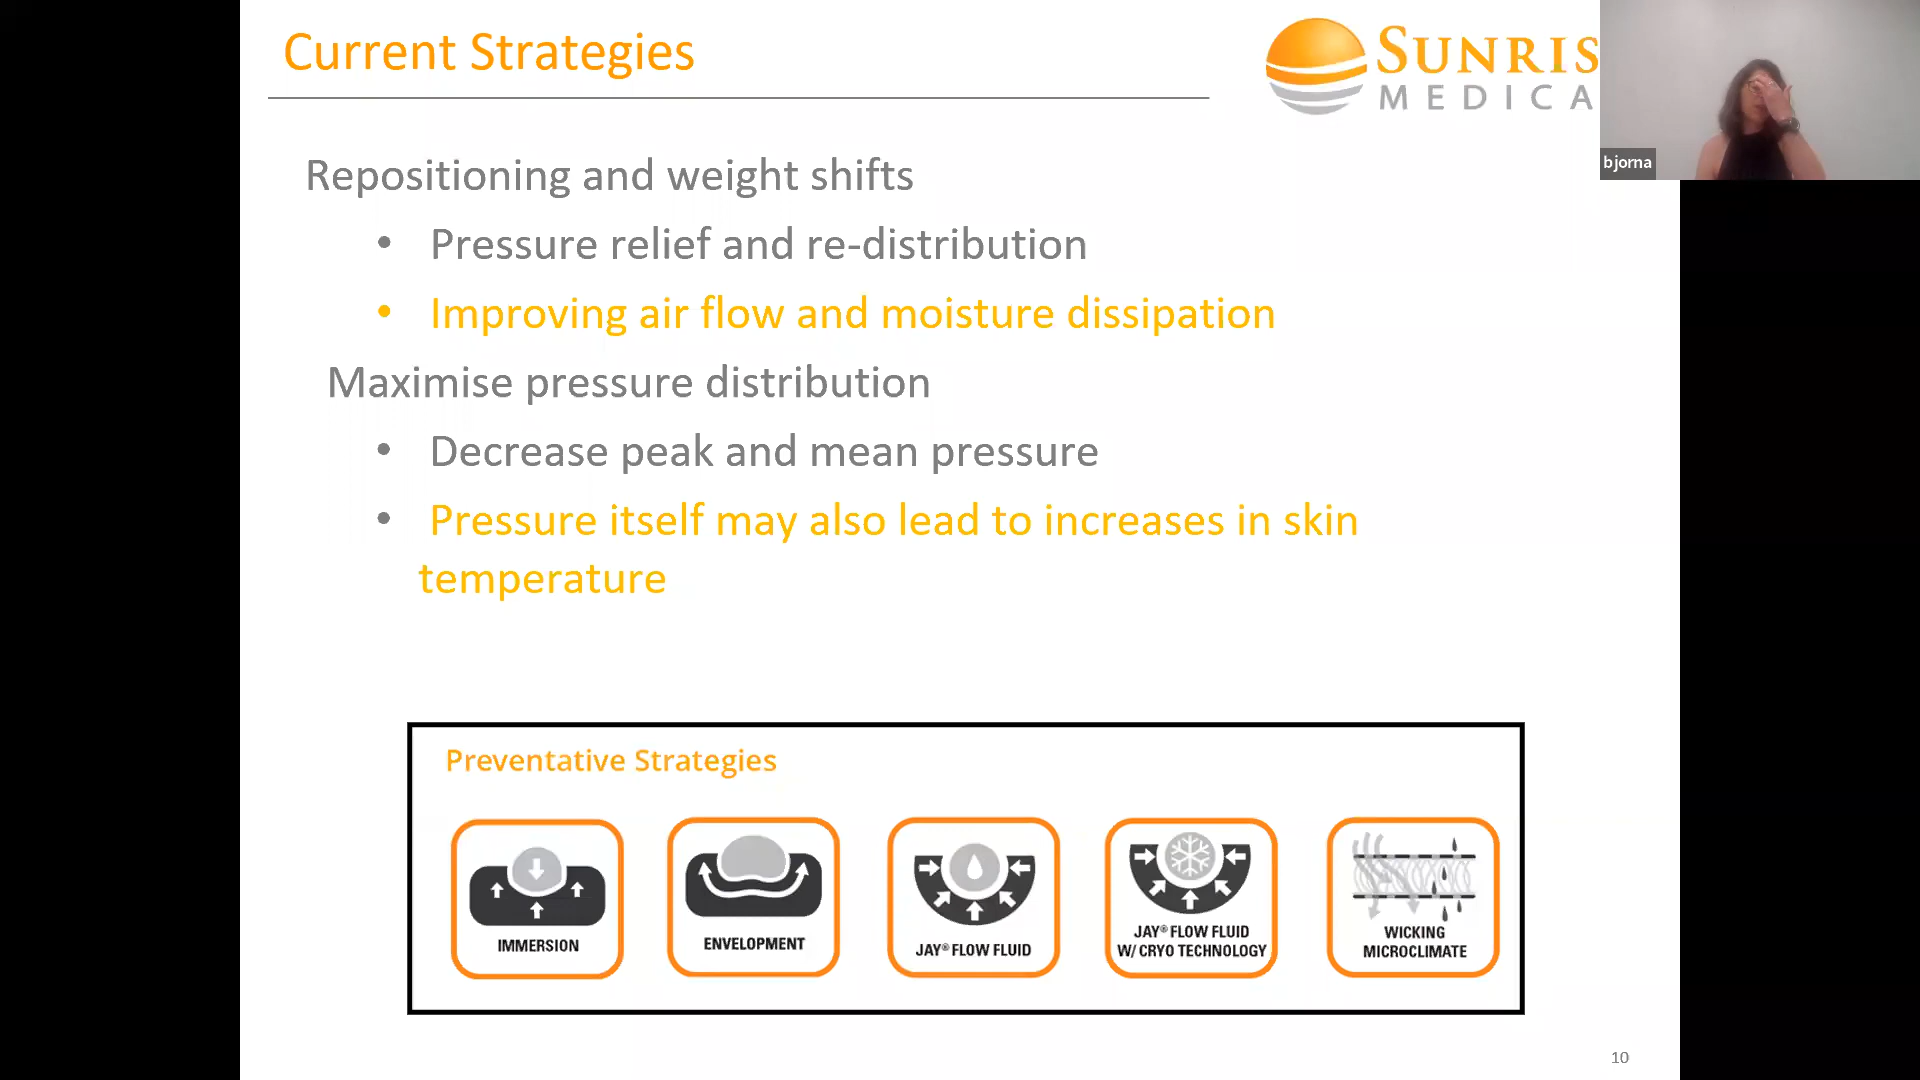 Current Strategies
SUNRIS
MEDICA
bjorna
Repositioning and weight shifts
• Pressure relief and re-distribution
• Improving air flow and moisture dissipation
Maximise pressure distribution
• Decrease peak and mean pressure
• Pressure itself may also lead to increases in skin
temperature
Preventative Strategies
IMMERSION
ENVELOPMENT
JAY® FLOW FLUID
JAY® FLOW FLUID
W/ CRYO TECHNOLOGY
WICKING
MICROCLIMATE
10